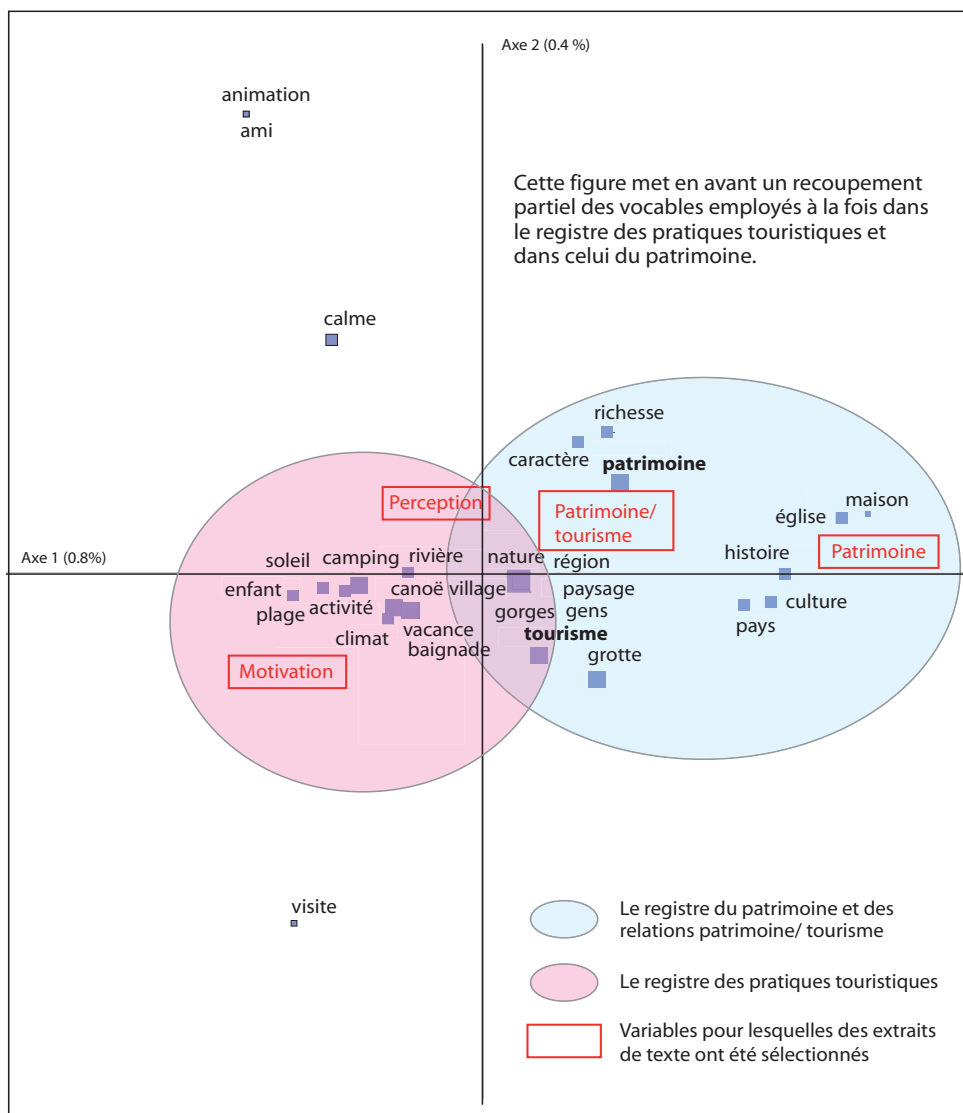 Axe 2 (0.4 %)
animation
ami
Cette figure met en avant un recoupement
partiel des vocables employés à la fois dans
le registre des pratiques touristiques et
dans celui du patrimoine.
calme
richesse
caractère
patrimoine
Perception
Patrimoine/
tourisme
maison
église
Patrimoine
histoire
Axe 1 (0.8%)
soleil camping rivière nature région
enfant activité canoë village paysage
plage gorges gens culture
climat vacance tourisme pays
baignade grotte
Motivation
visite
Le registre du patrimoine et des
relations patrimoine/ tourisme
Le registre des pratiques touristiques
Variables pour lesquelles des extraits
de texte ont été sélectionnés